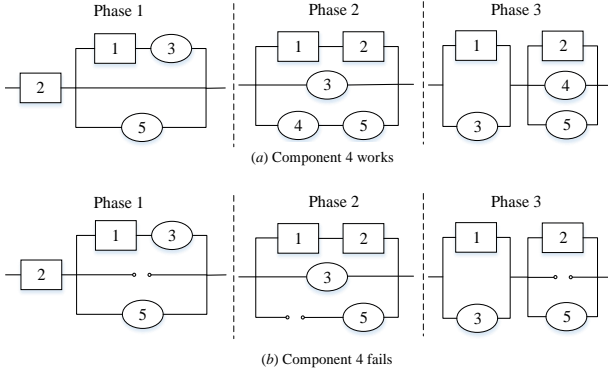 Phase 1 Phase 2 Phase 3
1 3 1 2 1 2
2 3 4
5 4 5 3 5
(a) Component 4 works
Phase 1 Phase 2 Phase 3
1 3 1 2 1 2
2 3
5 5 3 5
(b) Component 4 fails